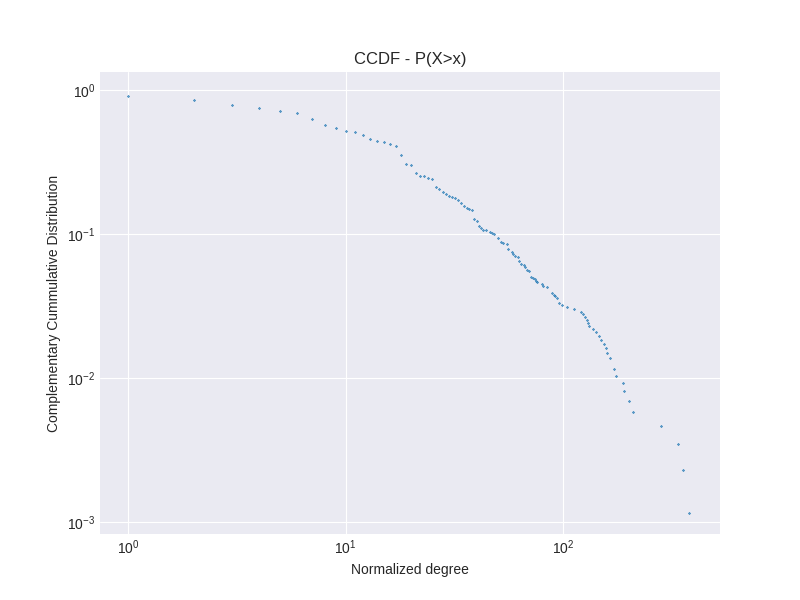 CCDF - P(X>x)
Complementary Cummulative Distribution
10⁰
10⁻¹
10⁻²
10⁻³
10⁰ 10¹ 10²
Normalized degree